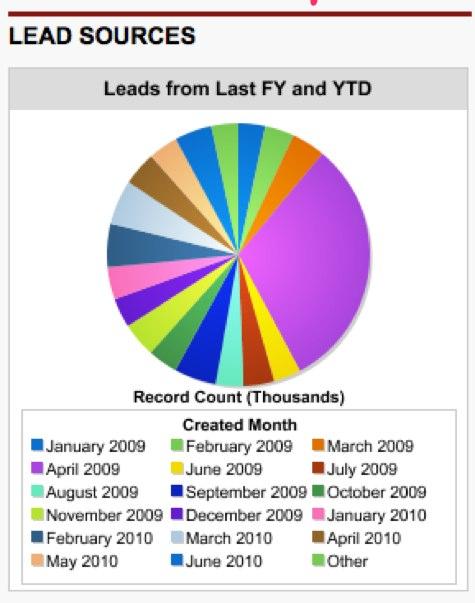 LEAD SOURCES
Leads from Last FY and YTD
Record Count (Thousands)
Created Month
January 2009 February 2009 March 2009
April 2009 June 2009 July 2009
August 2009 September 2009 October 2009
November 2009 December 2009 January 2010
February 2010 March 2010 April 2010
May 2010 June 2010 Other